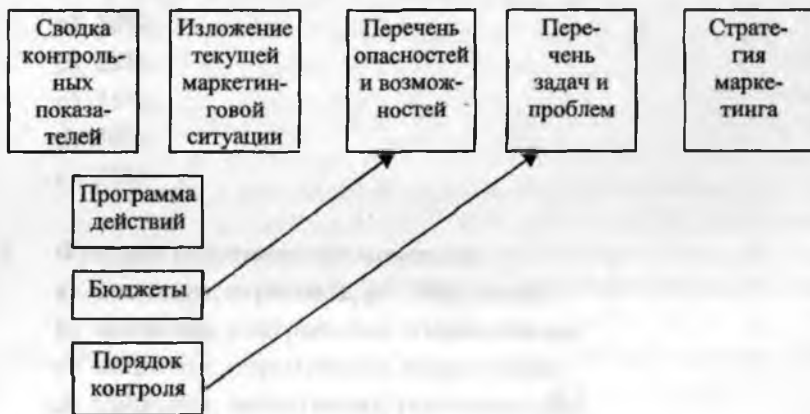 Сводка
контроль-
ных
показа-
телей
Изложение
текущей
маркетин-
говой
ситуации
Перечень
опасностей
и возмож-
ностей
Пере-
чень
задач и
проблем
Страте-
гия
марке-
тинга
Программа
действий
Бюджеты
Порядок
контроля